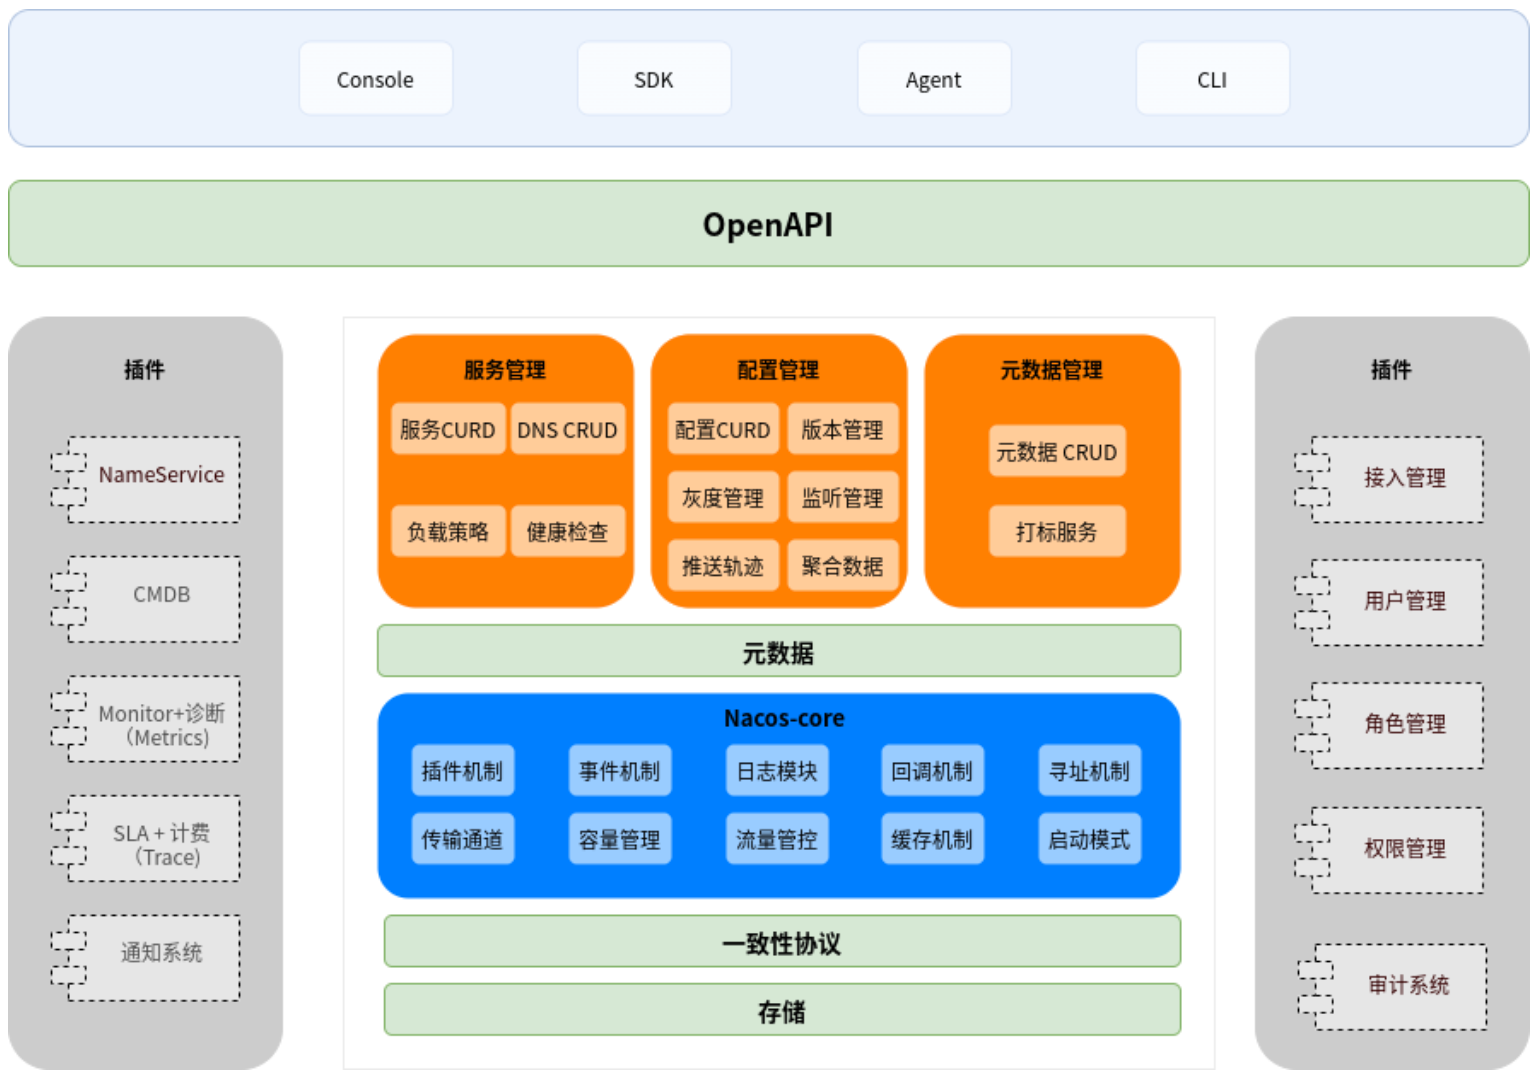 Console
SDK
Agent
CLI
OpenAPI
插件
NameService
CMDB
Monitor+诊断
（Metrics)
SLA + 计费
（Trace)
通知系统
服务管理
服务CURD
DNS CRUD
负载策略
健康检查
配置管理
配置CURD
版本管理
灰度管理
监听管理
推送轨迹
聚合数据
元数据管理
元数据 CRUD
打标服务
元数据
Nacos-core
插件机制
事件机制
日志模块
回调机制
寻址机制
传输通道
容量管理
流量管控
缓存机制
启动模式
一致性协议
存储
插件
接入管理
用户管理
角色管理
权限管理
审计系统